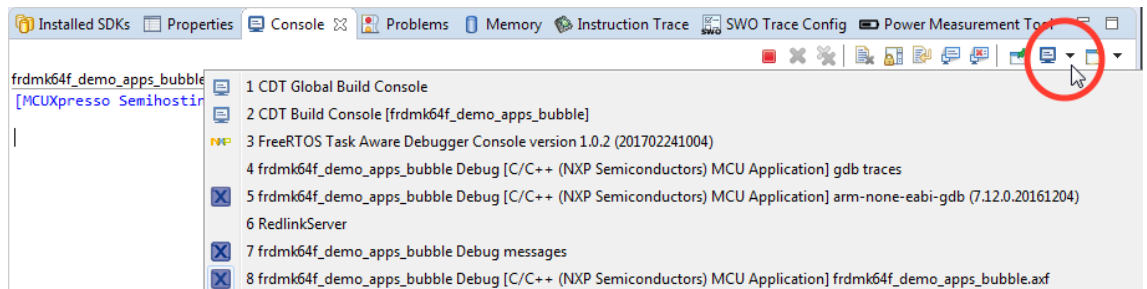 Installed SDKs Properties Console Problems Memory Instruction Trace SWO Trace Config Power Measurement Tool
frdmk64f_demo_apps_bubble
[MCUXpresso Semihostin
1 CDT Global Build Console
2 CDT Build Console [frdmk64f_demo_apps_bubble]
NXP 3 FreeRTOS Task Aware Debugger Console version 1.0.2 (201702241004)
4 frdmk64f_demo_apps_bubble Debug [C/C++ (NXP Semiconductors) MCU Application] gdb traces
5 frdmk64f_demo_apps_bubble Debug [C/C++ (NXP Semiconductors) MCU Application] arm-none-eabi-gdb (7.12.0.20161204)
6 RedlinkServer
7 frdmk64f_demo_apps_bubble Debug messages
8 frdmk64f_demo_apps_bubble Debug [C/C++ (NXP Semiconductors) MCU Application] frdmk64f_demo_apps_bubble.axf